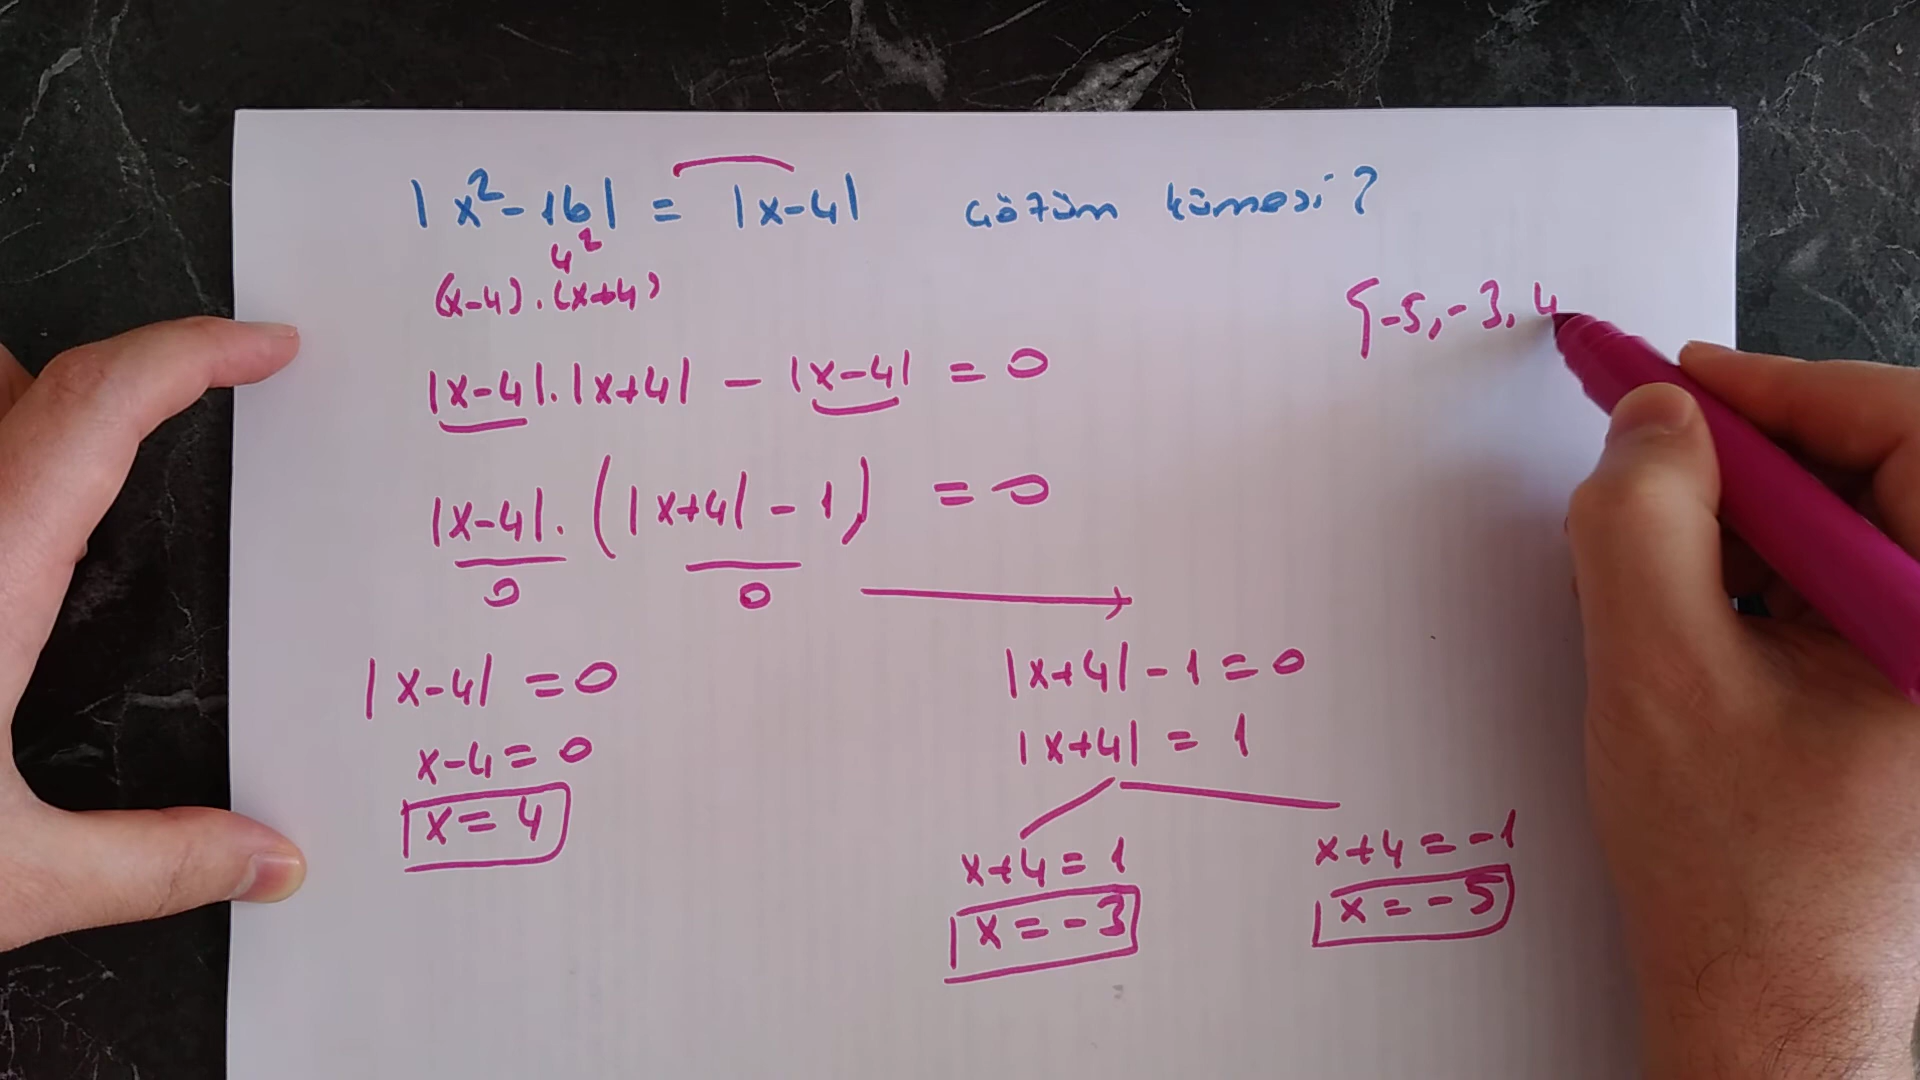 |x²-16| = |x-4| çözüm kümesi?
4²
(x-4).(x+4)
{-5,-3,4
|x-4|.|x+4| - |x-4| = 0
|x-4|.(|x+4|-1) = 0
0 0
|x-4| = 0
|x+4|-1=0
x-4=0
|x+4| = 1
x=4
x+4=1
x+4=-1
x=-3
x=-5